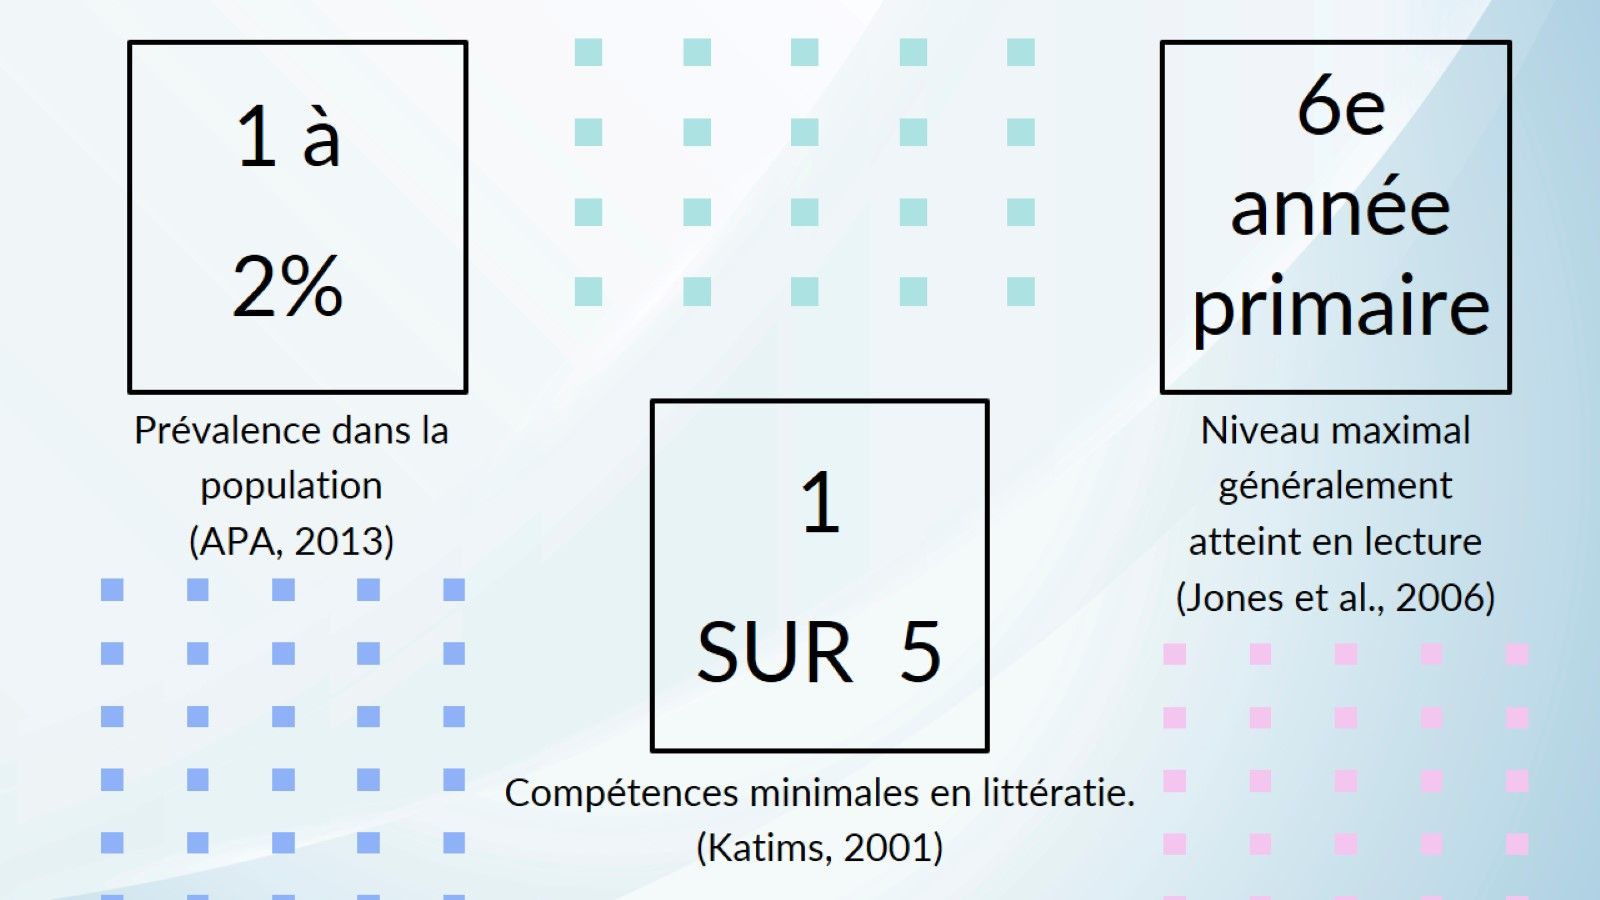 1 à
2%
Prévalence dans la
population
(APA, 2013)
1
SUR 5
Compétences minimales en littératie.
(Katims, 2001)
6e
année
primaire
Niveau maximal
généralement
atteint en lecture
(Jones et al., 2006)